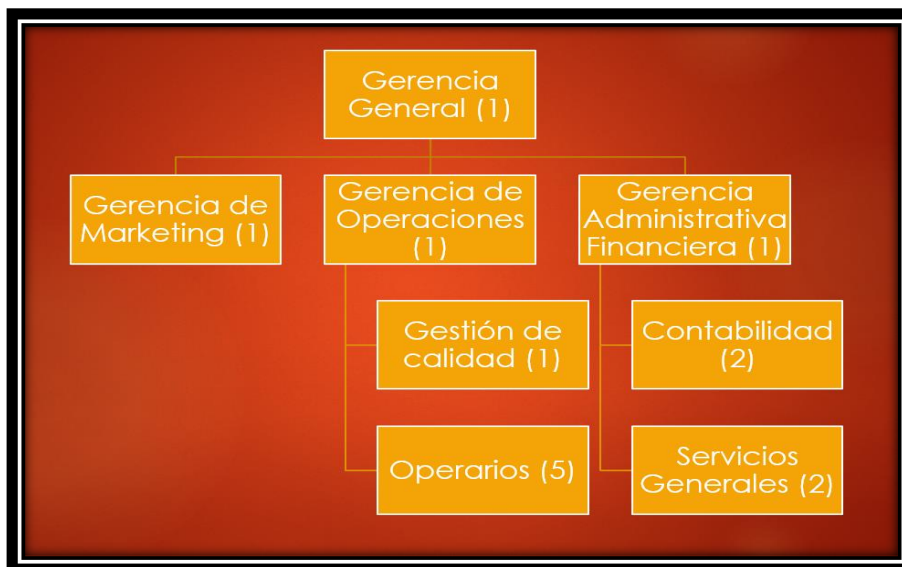 Gerencia
General (1)
Gerencia de
Marketing (1)
Gerencia de
Operaciones
(1)
Gerencia
Administrativa
Financiera (1)
Gestión de
calidad (1)
Operarios (5)
Contabilidad
(2)
Servicios
Generales (2)